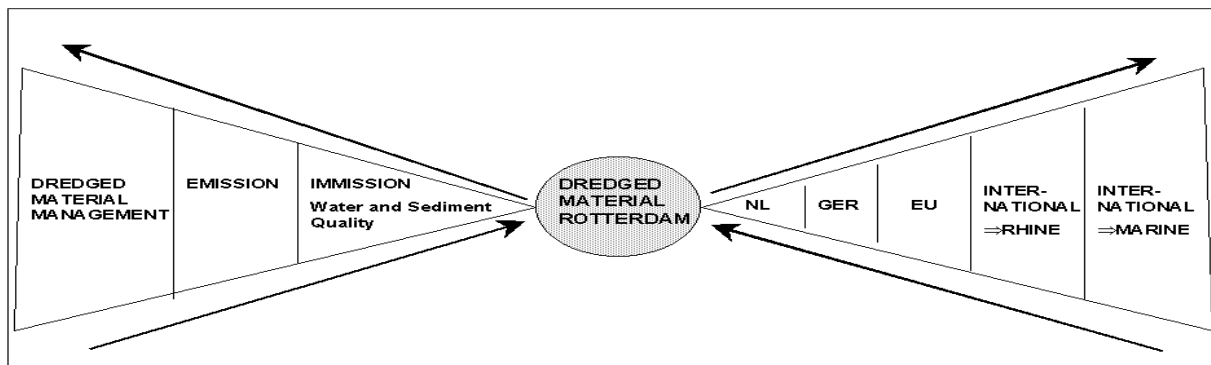 DREDGED
MATERIAL
MANAGEMENT
EMISSION
IMMISSION
Water and Sediment
Quality
DREDGED
MATERIAL
ROTTERDAM
NL
GER
EU
INTER-
NATIONAL
⇒RHINE
INTER-
NATIONAL
⇒MARINE